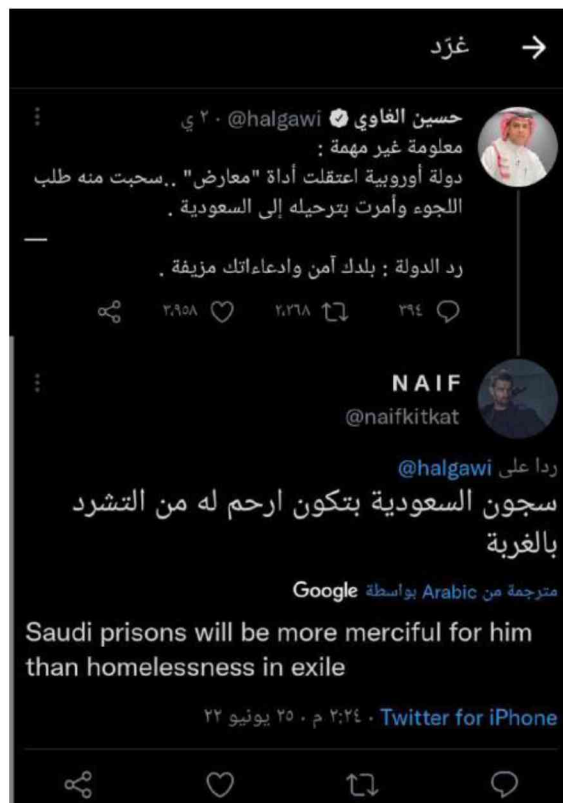 غرّد
حسين الغاوي @halgawi · ٢ ي
معلومة غير مهمة :
دولة أوروبية اعتقلت أداة "معارض" ..سحبت منه طلب
اللجوء وأمرت بترحيله إلى السعودية .
رد الدولة : بلدك آمن وادعاءاتك مزيفة .
٣٩٤ ٢,٢٦٨ ٣,٩٥٨
NAIF
@naifkitkat
ردا على @halgawi
سجون السعودية بتكون ارحم له من التشرد
بالغربة
مترجمة من Arabic بواسطة Google
Saudi prisons will be more merciful for him
than homelessness in exile
٢:٢٤ م · ٢٥ يونيو ٢٢ · Twitter for iPhone